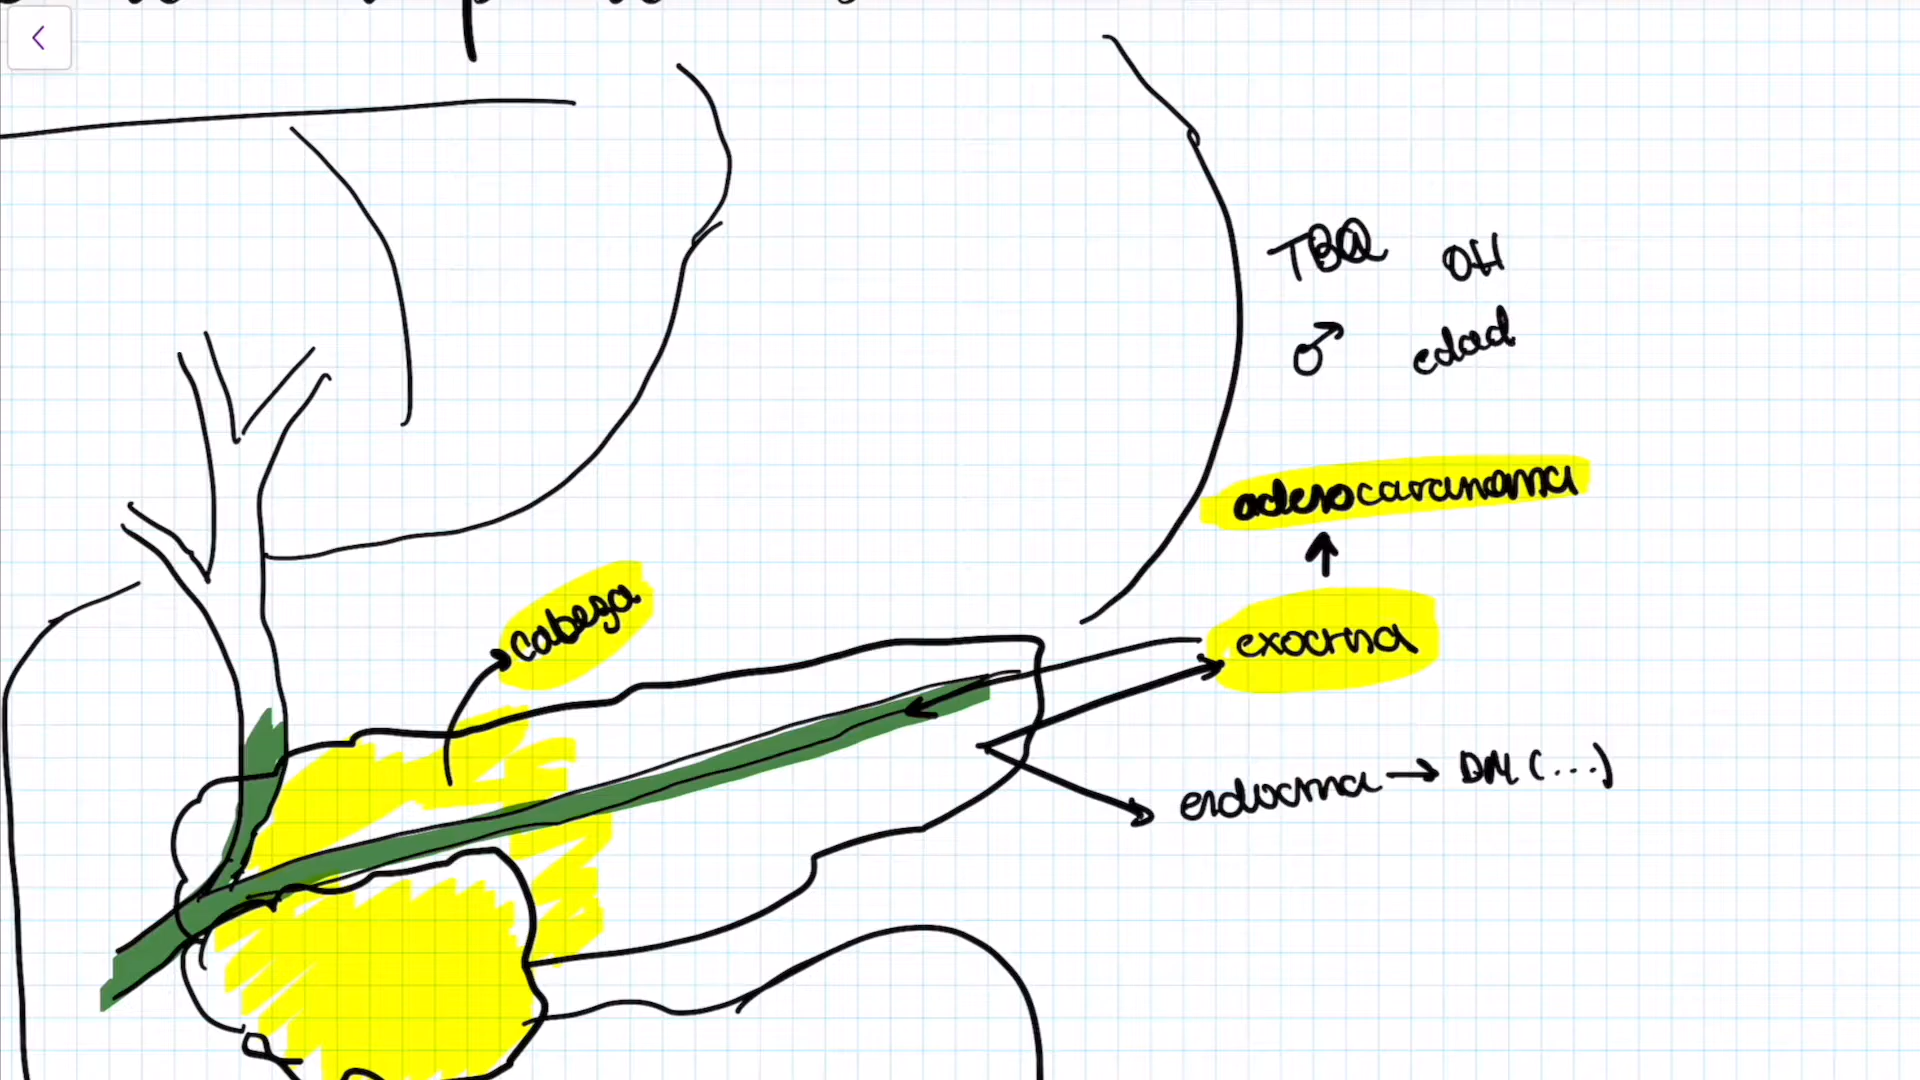 TBQ OH
♂ edad
adenocarcinoma
↑
cabeza
exocrina
endocrina → DM (...)